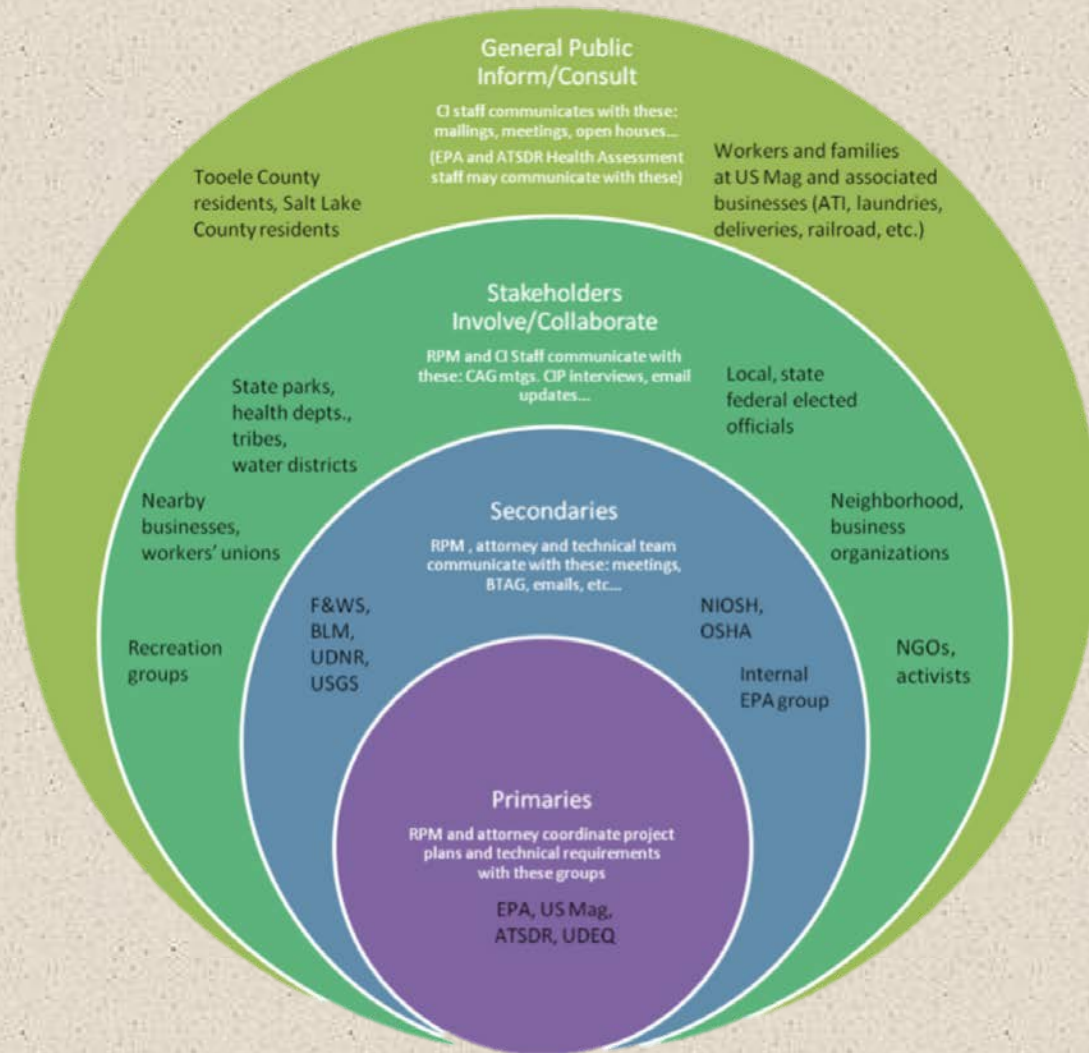 General Public
Inform/Consult
CI staff communicates with these:
mailings, meetings, open houses...
(EPA and ATSDR Health Assessment
staff may communicate with these)
Tooele County
residents, Salt Lake
County residents
Workers and families
at US Mag and associated
businesses (ATI, laundries,
deliveries, railroad, etc.)
Stakeholders
Involve/Collaborate
RPM and CI Staff communicate with
these: CAG mtgs. CIP interviews, email
updates...
State parks,
health depts.,
tribes,
water districts
Local, state
federal elected
officials
Nearby
businesses,
workers' unions
Neighborhood,
business
organizations
Recreation
groups
NGOs,
activists
Secondaries
RPM , attorney and technical team
communicate with these: meetings,
BTAG, emails, etc...
F&WS,
BLM,
UDNR,
USGS
NIOSH,
OSHA
Internal
EPA group
Primaries
RPM and attorney coordinate project
plans and technical requirements
with these groups
EPA, US Mag,
ATSDR, UDEQ